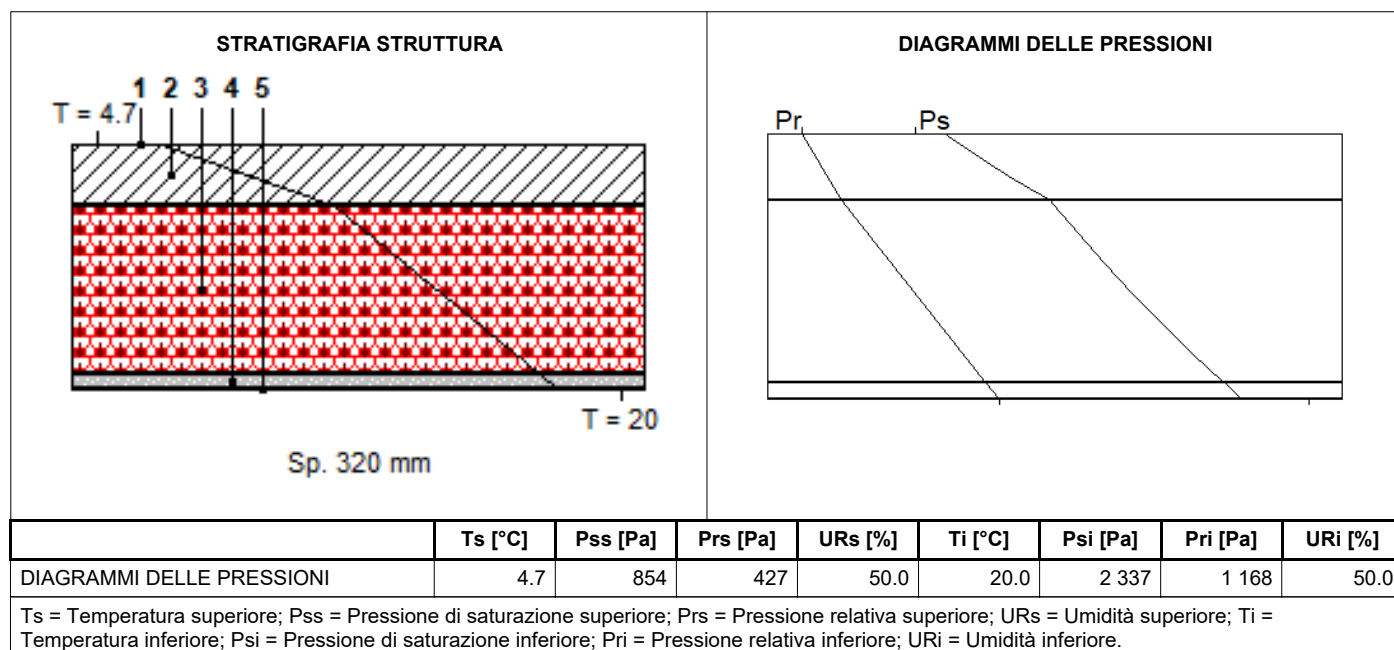 STRATIGRAFIA STRUTTURA
1 2 3 4 5
T = 4.7
T = 20
Sp. 320 mm
DIAGRAMMI DELLE PRESSIONI
Pr Ps
Ts [°C] Pss [Pa] Prs [Pa] URs [%] Ti [°C] Psi [Pa] Pri [Pa] URi [%]
DIAGRAMMI DELLE PRESSIONI 4.7 854 427 50.0 20.0 2 337 1 168 50.0
Ts = Temperatura superiore; Pss = Pressione di saturazione superiore; Prs = Pressione relativa superiore; URs = Umidità superiore; Ti =
Temperatura inferiore; Psi = Pressione di saturazione inferiore; Pri = Pressione relativa inferiore; URi = Umidità inferiore.